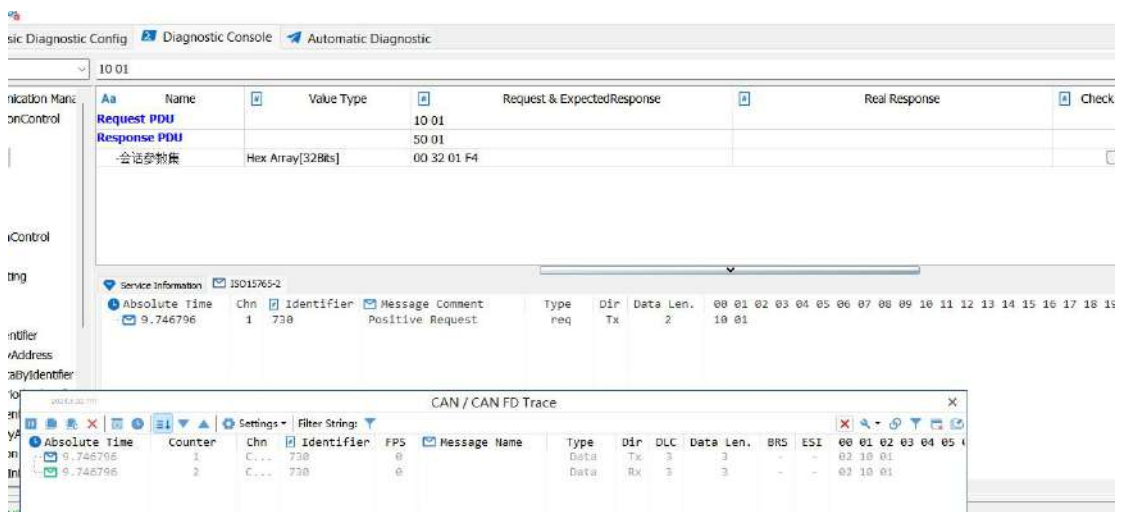 sic Diagnostic Config Diagnostic Console Automatic Diagnostic
10 01
nication Mana Aa Name Value Type Request & ExpectedResponse Real Response Check
onControl Request PDU 10 01
Response PDU 50 01
-会话参数集 Hex Array[32Bits] 00 32 01 F4
nControl
ting
Service Information ISO15765-2
Absolute Time Chn Identifier Message Comment Type Dir Data Len. 00 01 02 03 04 05 06 07 08 09 10 11 12 13 14 15 16 17 18 19
9.746796 1 730 Positive Request req Tx 2 10 01
entifier
yAddress
taByIdentifier
CAN / CAN FD Trace
Settings Filter String:
Absolute Time Counter Chn Identifier FPS Message Name Type Dir DLC Data Len. BRS ESI 00 01 02 03 04 05
9.746796 1 C... 730 0 Data Tx 3 3 - - 02 10 01
9.746796 2 C... 730 0 Data Rx 3 3 - - 02 10 01